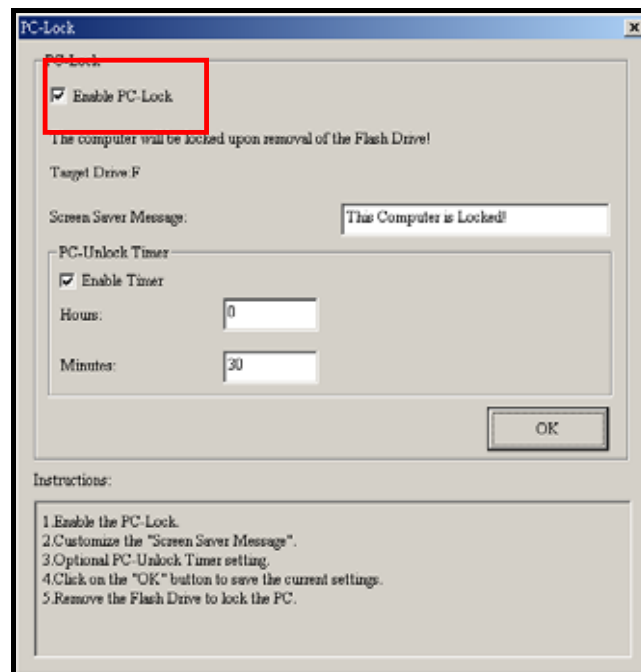 PC-Lock
PC-Lock
Enable PC-Lock
The computer will be locked upon removal of the Flash Drive!
Target Drive:F
Screen Saver Message: This Computer is Locked!
PC-Unlock Timer
Enable Timer
Hours: 0
Minutes: 30
OK
Instructions:
1.Enable the PC-Lock.
2.Customize the "Screen Saver Message".
3.Optional PC-Unlock Timer setting.
4.Click on the "OK" button to save the current settings.
5.Remove the Flash Drive to lock the PC.